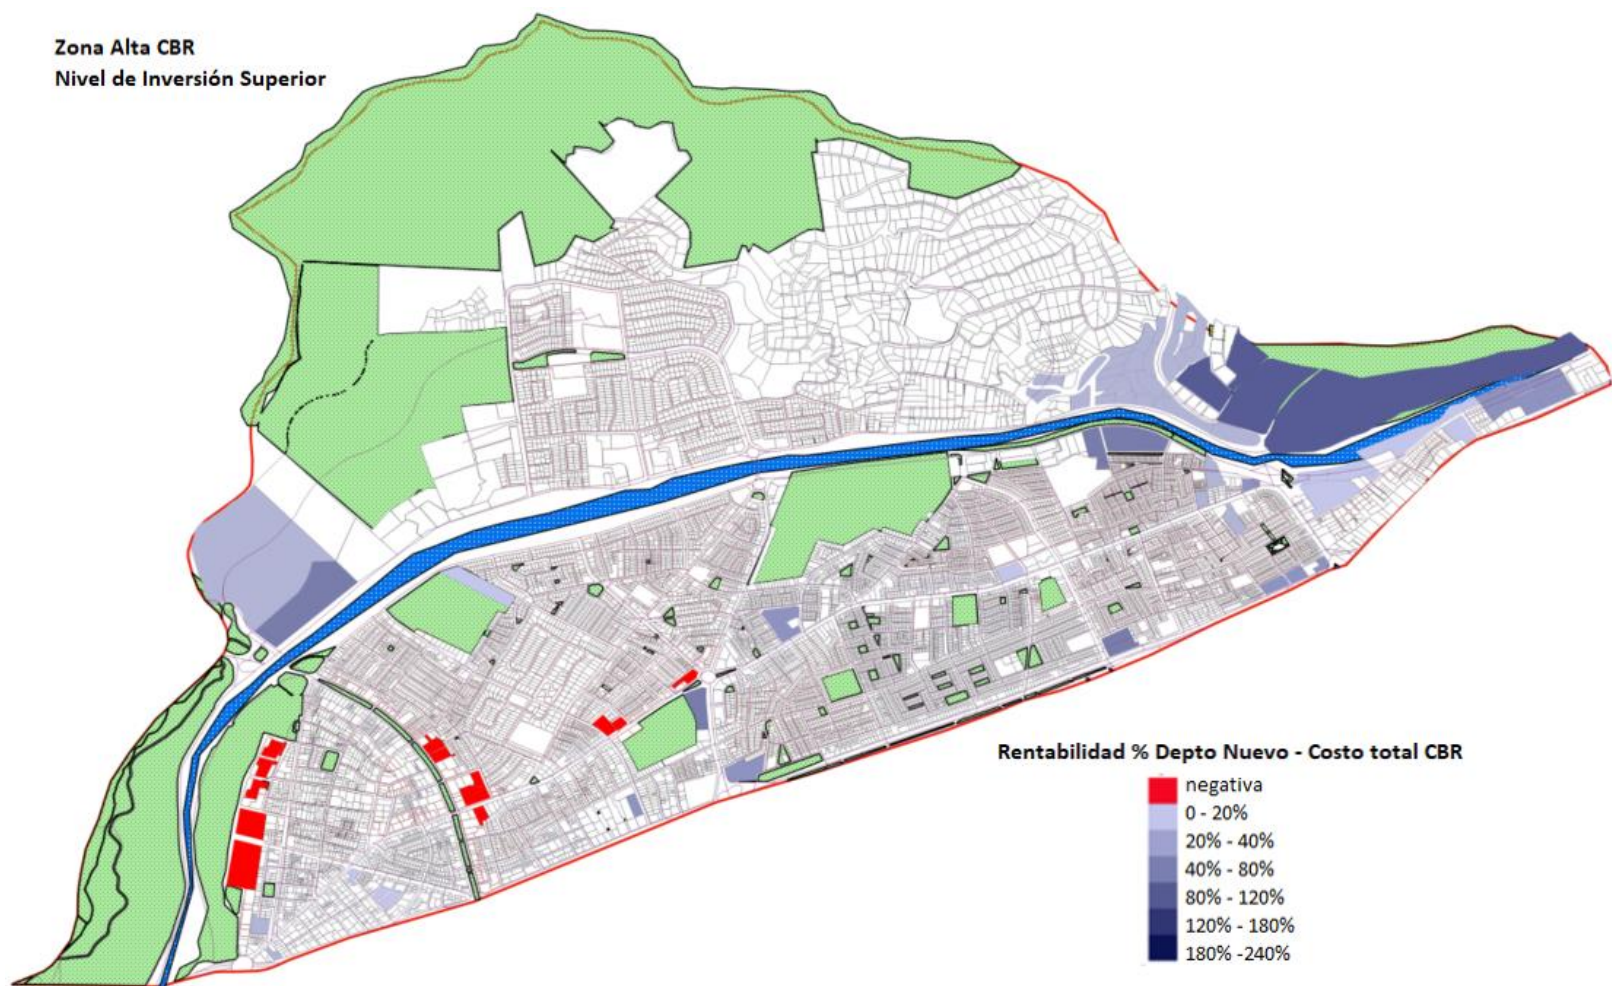 Zona Alta CBR
Nivel de Inversión Superior
Rentabilidad % Depto Nuevo - Costo total CBR
negativa
0 - 20%
20% - 40%
40% - 80%
80% - 120%
120% - 180%
180% -240%